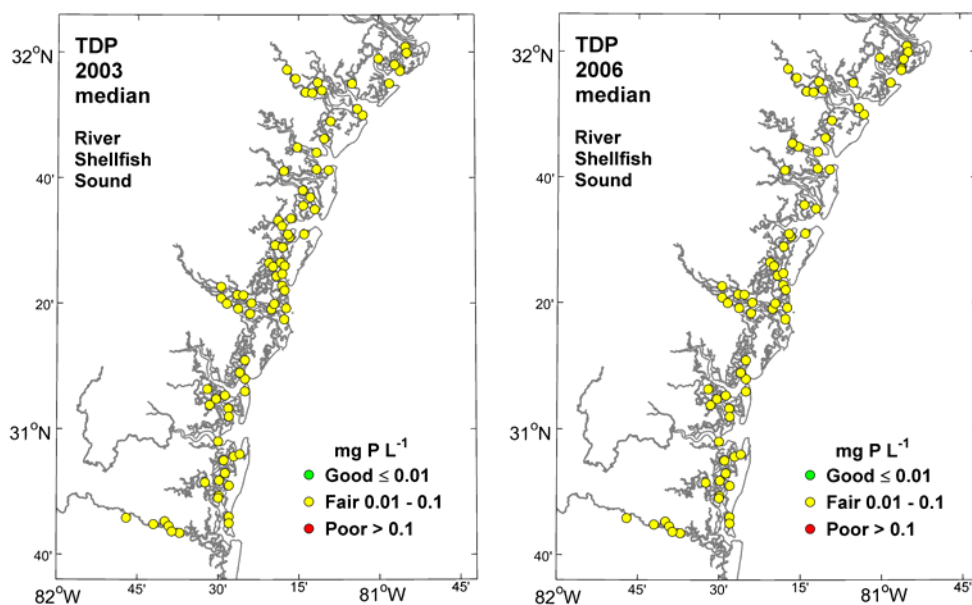 TDP
2003
median
River
Shellfish
Sound
mg P L⁻¹
Good ≤ 0.01
Fair 0.01 - 0.1
Poor > 0.1
32°N
40'
20'
31°N
40'
82°W
45'
30'
15'
81°W
45'
TDP
2006
median
River
Shellfish
Sound
mg P L⁻¹
Good ≤ 0.01
Fair 0.01 - 0.1
Poor > 0.1
32°N
40'
20'
31°N
40'
82°W
45'
30'
15'
81°W
45'